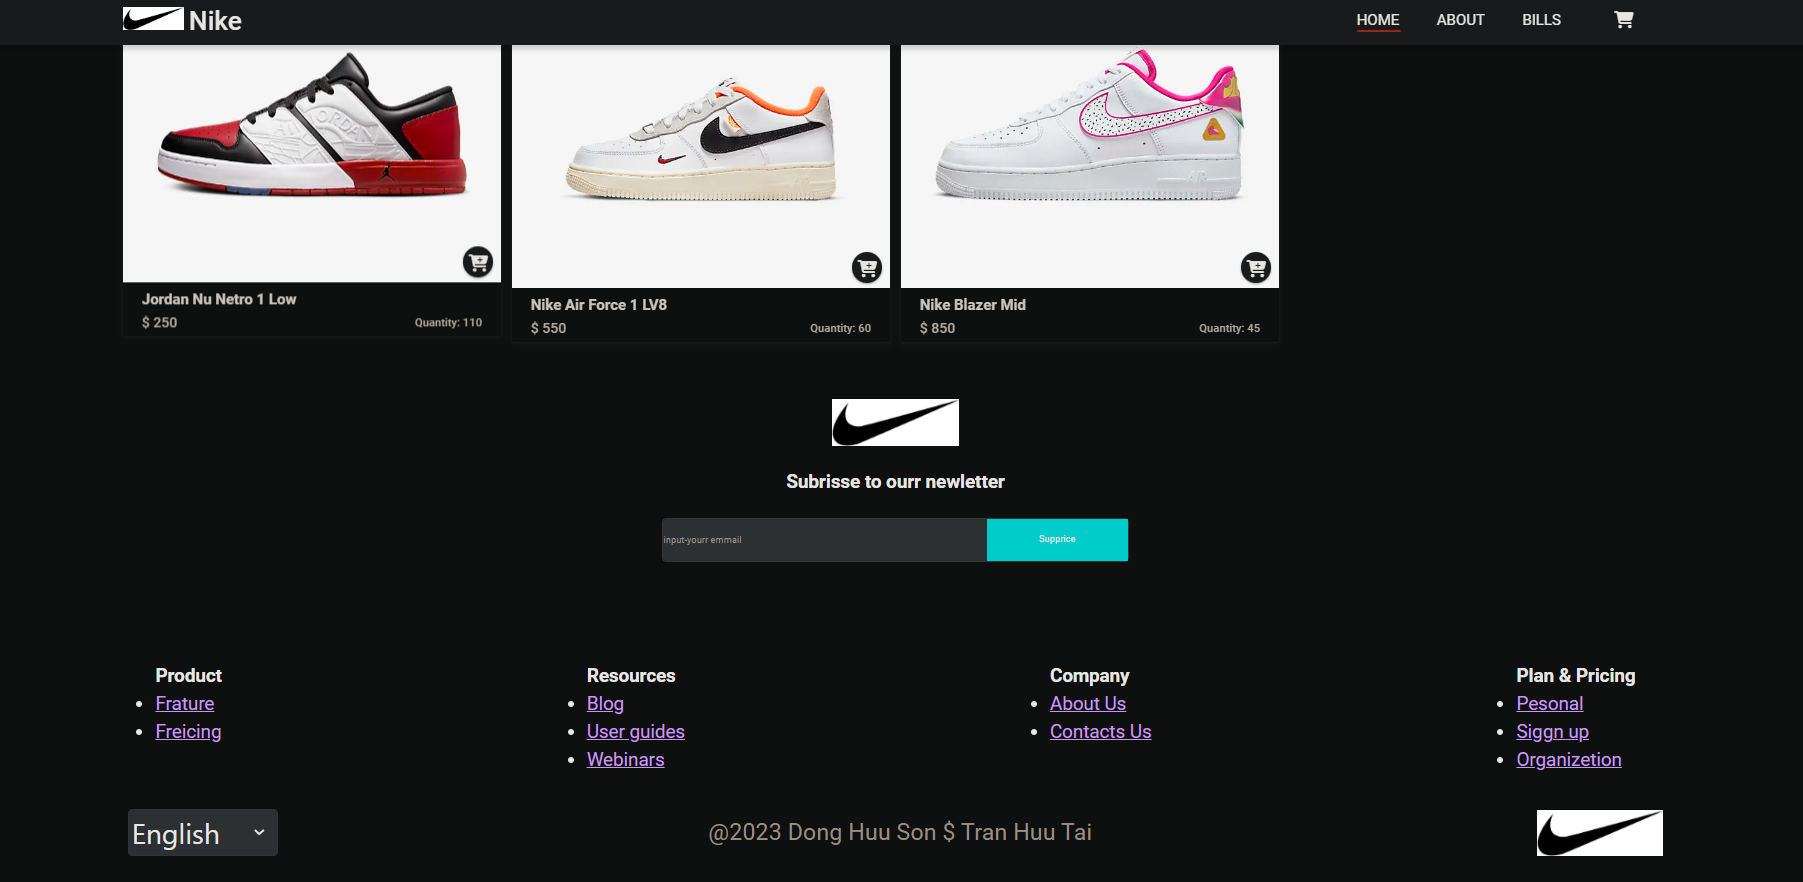 Nike
HOME ABOUT BILLS
Jordan Nu Netro 1 Low
$ 250 Quantity: 110
Nike Air Force 1 LV8
$ 550 Quantity: 60
Nike Blazer Mid
$ 850 Quantity: 45
Subrisse to ourr newletter
input-yourr emmail Supprice
Product
Frature
Freicing
Resources
Blog
User guides
Webinars
Company
About Us
Contacts Us
Plan & Pricing
Pesonal
Siggn up
Organizetion
English
@2023 Dong Huu Son $ Tran Huu Tai